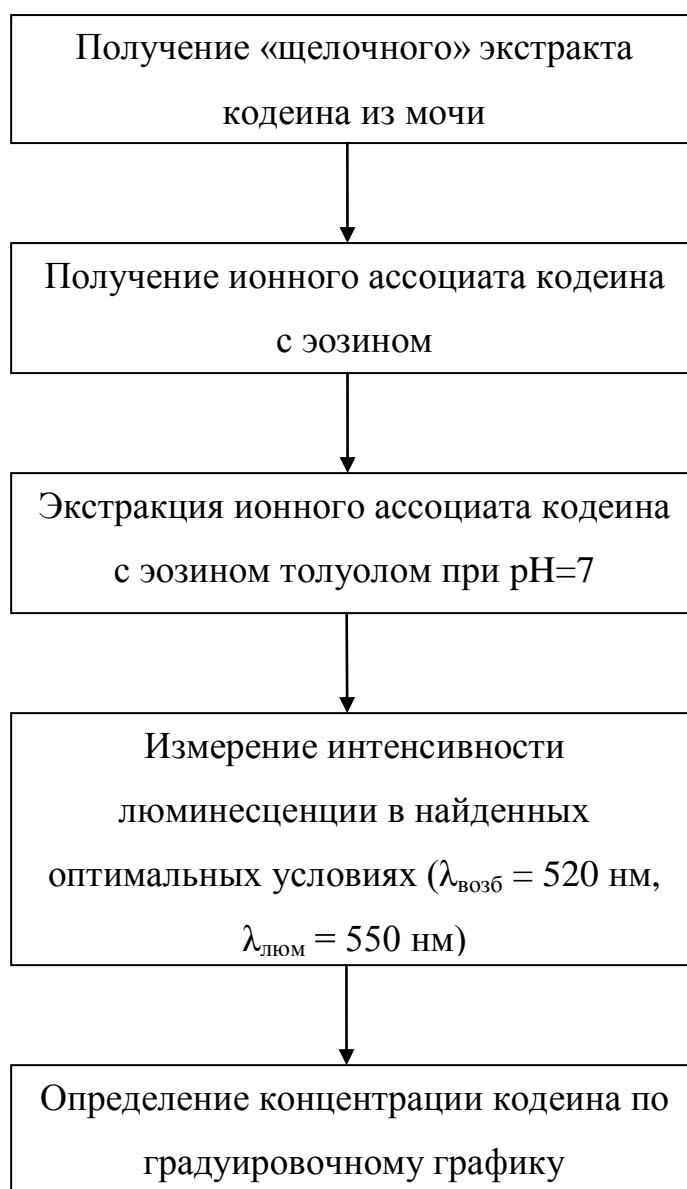 Получение «щелочного» экстракта
кодеина из мочи
Получение ионного ассоциата кодеина
с эозином
Экстракция ионного ассоциата кодеина
с эозином толуолом при рН=7
Измерение интенсивности
люминесценции в найденных
оптимальных условиях (λвозб = 520 нм,
λлюм = 550 нм)
Определение концентрации кодеина по
градуировочному графику